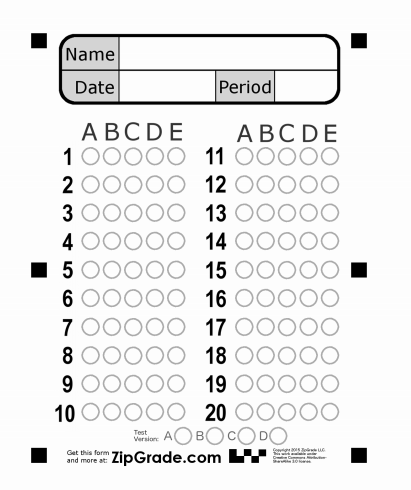 Name
Date Period
A B C D E A B C D E
1 11
2 12
3 13
4 14
5 15
6 16
7 17
8 18
9 19
10 20
Test
Version: A B C D
Get this form
and more at: ZipGrade.com
Copyright 2015 ZipGrade LLC.
This work available under
Creative Commons Attribution-
ShareAlike 3.0 license.